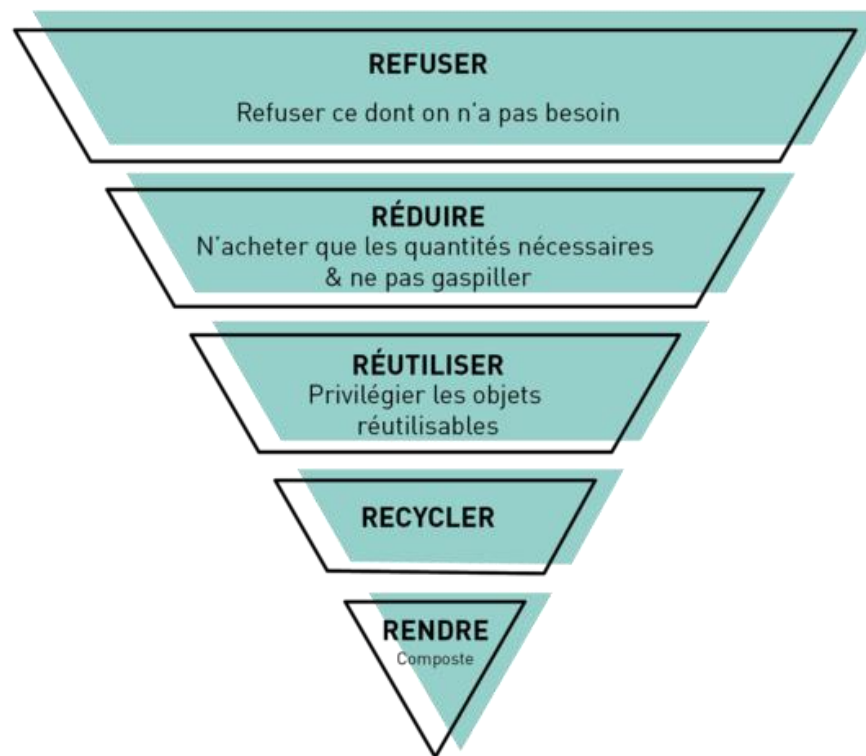 REFUSER
Refuser ce dont on n'a pas besoin
RÉDUIRE
N'acheter que les quantités nécessaires
& ne pas gaspiller
RÉUTILISER
Privilégier les objets
réutilisables
RECYCLER
RENDRE
Composte